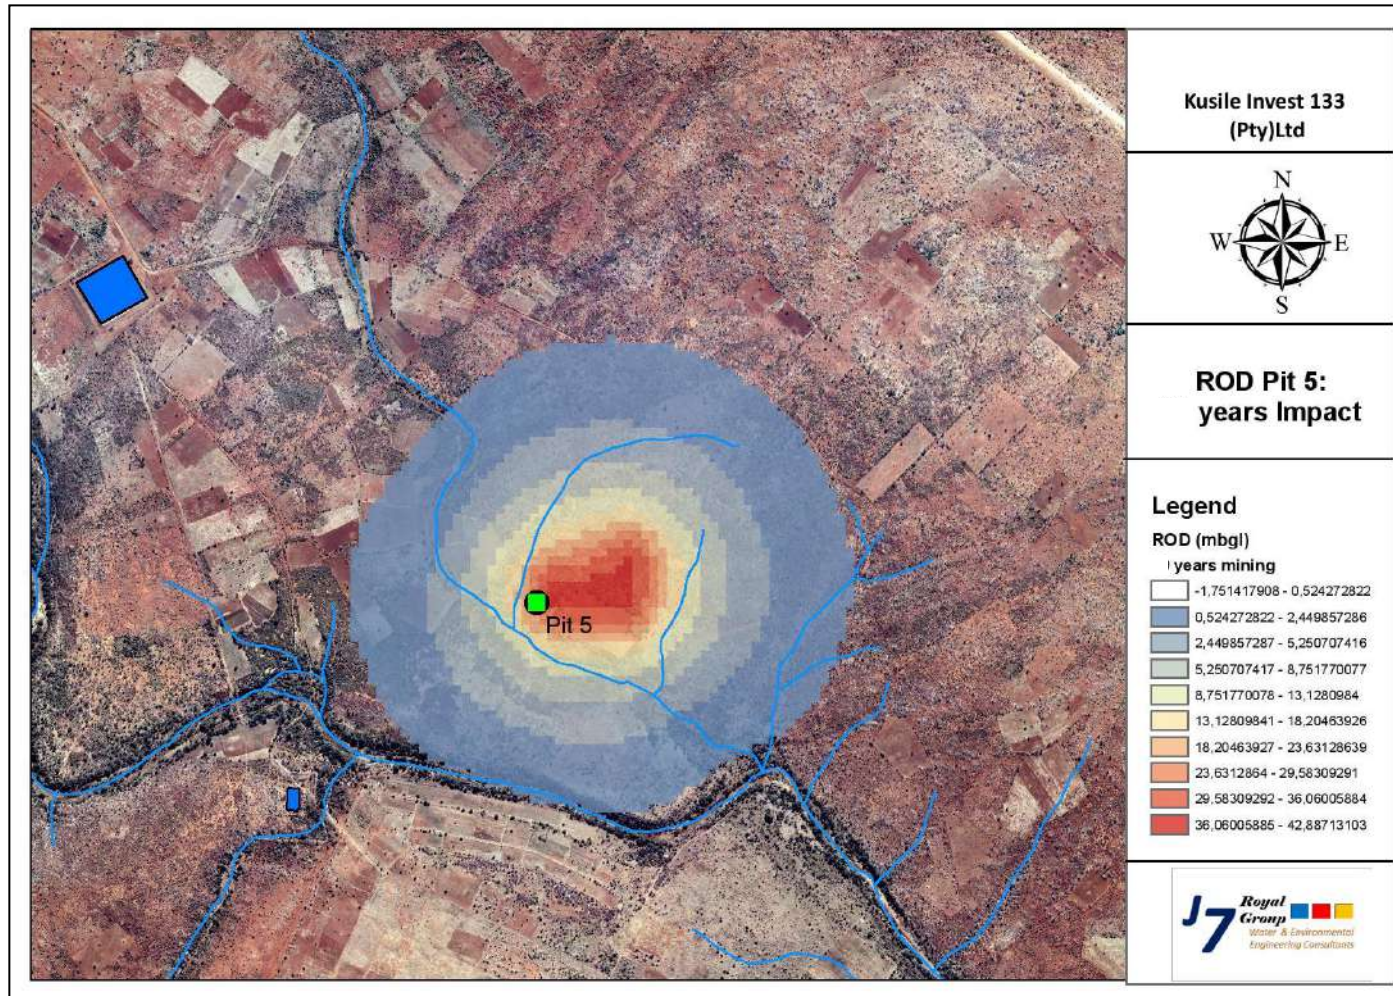 Kusile Invest 133
(Pty)Ltd
N
W E
S
ROD Pit 5:
years Impact
Legend
ROD (mbgl)
years mining
-1,751417908 - 0,524272822
0,524272822 - 2,449857286
2,449857287 - 5,250707416
5,250707417 - 8,751770077
8,751770078 - 13,1280984
13,12809841 - 18,20463926
18,20463927 - 23,63128639
23,6312864 - 29,58309291
29,58309292 - 36,06005884
36,06005885 - 42,88713103
Pit 5
J7
Royal
Group
Water & Environmental
Engineering Consultants